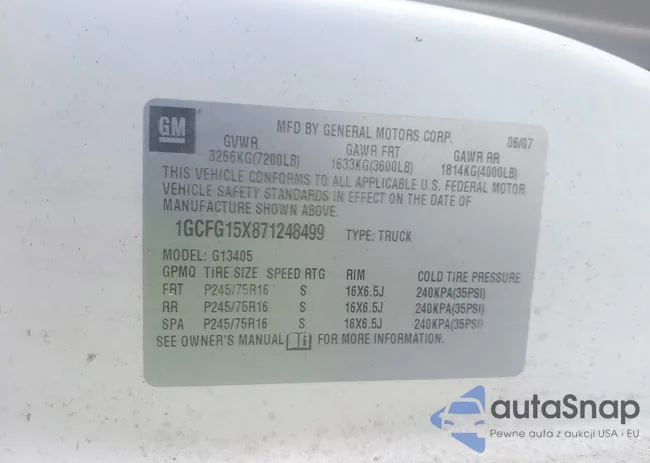 GM
MFD BY GENERAL MOTORS CORP. 06/07
GVWR GAWR FRT GAWR RR
3266KG(7200LB) 1633KG(3600LB) 1814KG(4000LB)
THIS VEHICLE CONFORMS TO ALL APPLICABLE U.S. FEDERAL MOTOR
VEHICLE SAFETY STANDARDS IN EFFECT ON THE DATE OF
MANUFACTURE SHOWN ABOVE.
1GCFG15X871248499 TYPE: TRUCK
MODEL: G13405
GPMQ TIRE SIZE SPEED RTG RIM COLD TIRE PRESSURE
FRT P245/75R16 S 16X6.5J 240KPA(35PSI)
RR P245/75R16 S 16X6.5J 240KPA(35PSI)
SPA P245/75R16 S 16X6.5J 240KPA(35PSI)
SEE OWNER'S MANUAL FOR MORE INFORMATION.
autaSnap
Pewne auta z aukcji USA i EU